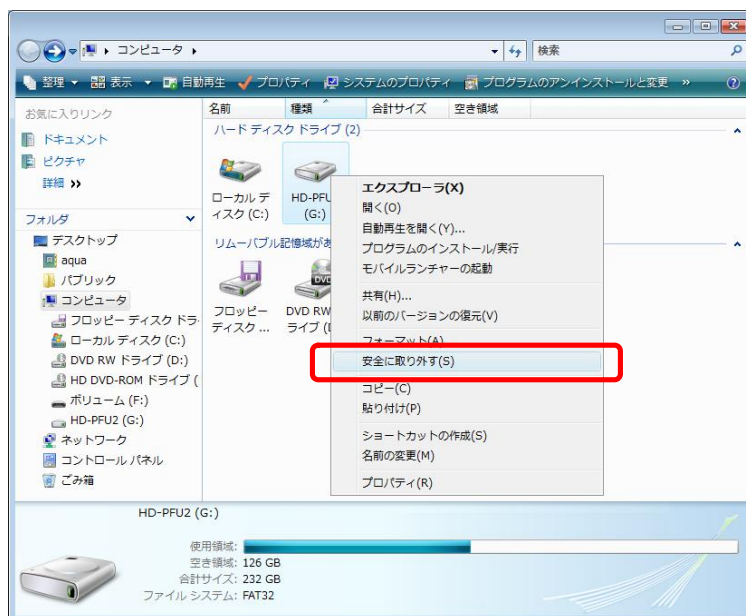 コンピュータ
検索
整理 表示 自動再生 プロパティ システムのプロパティ プログラムのアンインストールと変更 »
お気に入りリンク
ドキュメント
ピクチャ
詳細 »
フォルダ
デスクトップ
aqua
パブリック
コンピュータ
フロッピー ディスク ドラ
ローカル ディスク (C:)
DVD RW ドライブ (D:)
HD DVD-ROM ドライブ (
ボリューム (F:)
HD-PFU2 (G:)
ネットワーク
コントロール パネル
ごみ箱
名前 種類 合計サイズ 空き領域
ハード ディスク ドライブ (2)
ローカル デ
ィスク (C:)
HD-PFU
(G:)
リムーバブル記憶域があ
フロッピー
ディスク ...
DVD RW
ライブ (
エクスプローラ(X)
開く(O)
自動再生を開く(Y)...
プログラムのインストール/実行
モバイルランチャーの起動
共有(H)...
以前のバージョンの復元(V)
フォーマット(A)
安全に取り外す(S)
コピー(C)
貼り付け(P)
ショートカットの作成(S)
名前の変更(M)
プロパティ(R)
HD-PFU2 (G:)
使用領域:
空き領域: 126 GB
合計サイズ: 232 GB
ファイル システム: FAT32